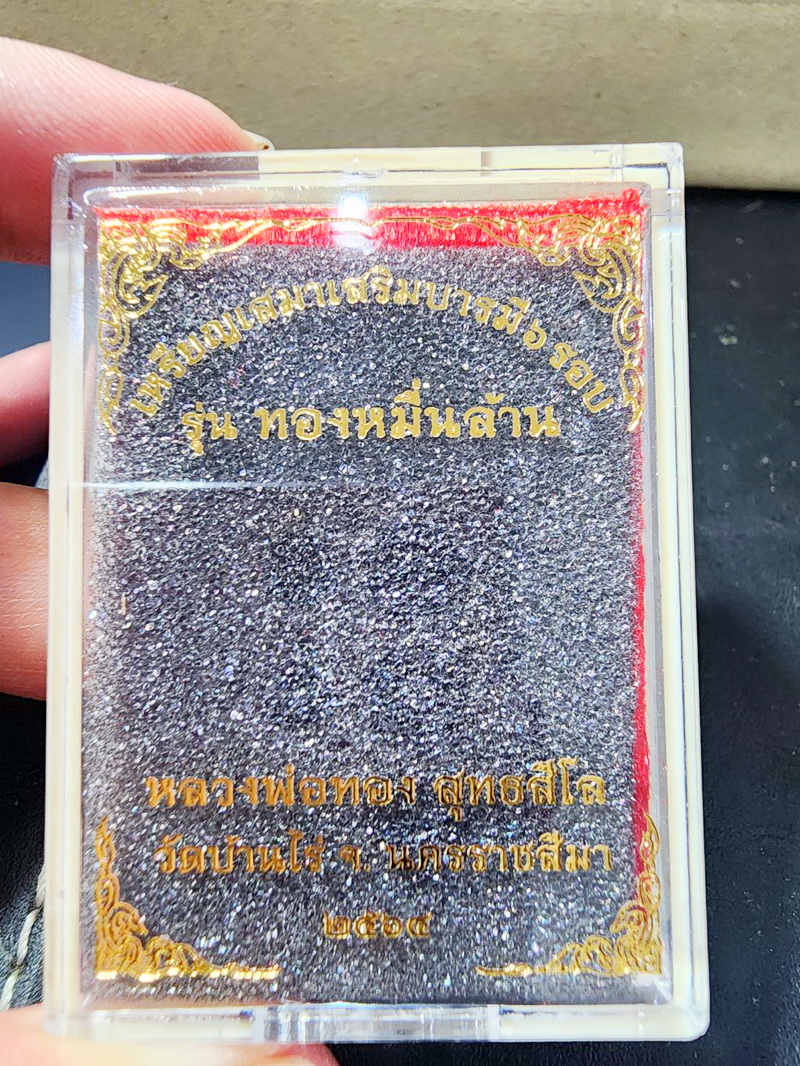 เหรียญเสมาเสริมบารมี๖ รอบ
รุ่น ทองหมื่นล้าน
หลวงพ่อทอง สุทธสีโล
วัดบ้านไร่ จ. นครราชสีมา
๒๕๖๔